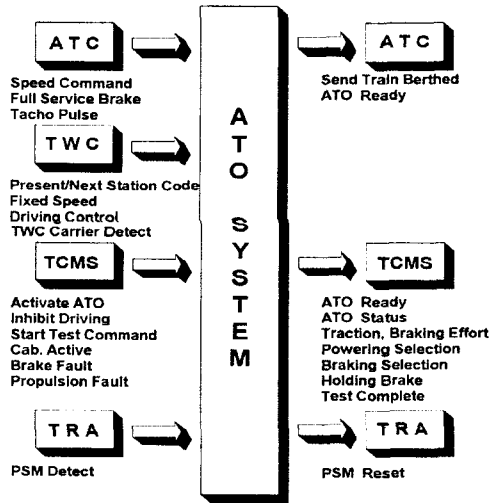 ATC
Speed Command
Full Service Brake
Tacho Pulse
TWC
Present/Next Station Code
Fixed Speed
Driving Control
TWC Carrier Detect
TCMS
Activate ATO
Inhibit Driving
Start Test Command
Cab. Active
Brake Fault
Propulsion Fault
TRA
PSM Detect
ATO SYSTEM
ATC
Send Train Berthed
ATO Ready
TCMS
ATO Ready
ATO Status
Traction, Braking Effort
Powering Selection
Braking Selection
Holding Brake
Test Complete
TRA
PSM Reset